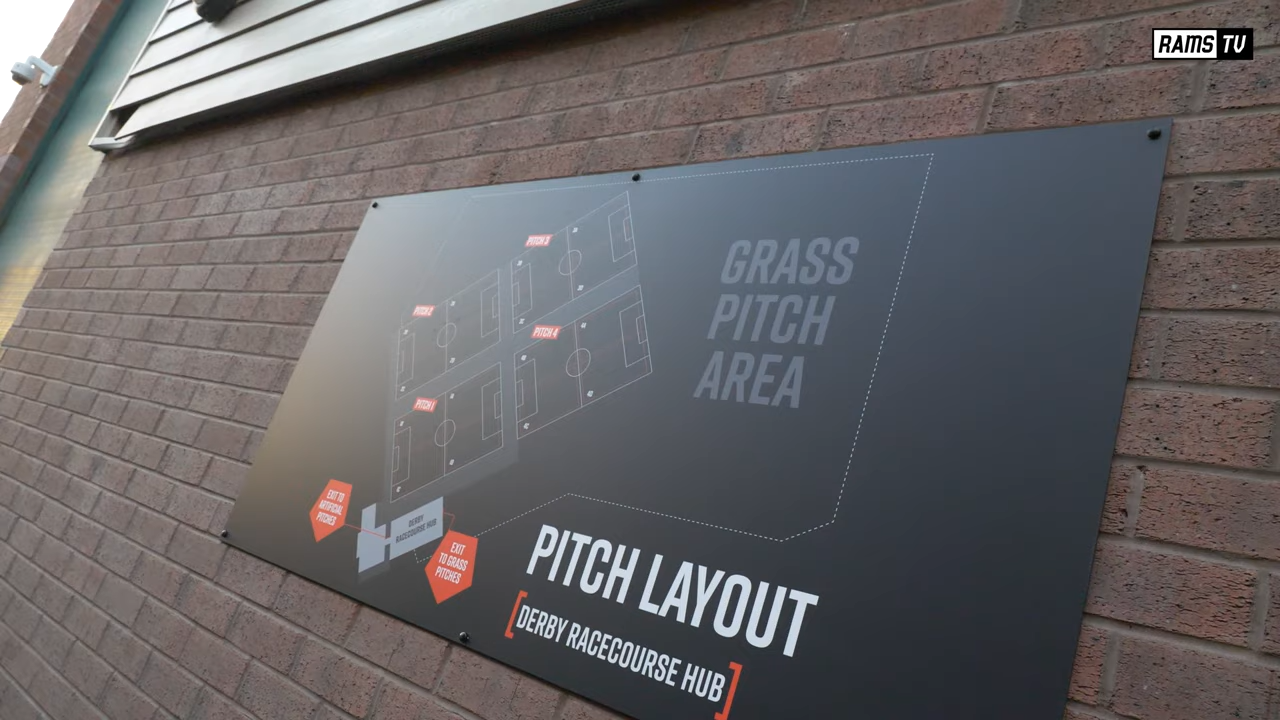 RAMS TV
PITCH 3
GRASS
PITCH
AREA
PITCH 2
PITCH 4
PITCH 1
EXIT TO
ARTIFICIAL
PITCHES
DERBY
RACECOURSE HUB
EXIT
TO GRASS
PITCHES
PITCH LAYOUT
[DERBY RACECOURSE HUB]